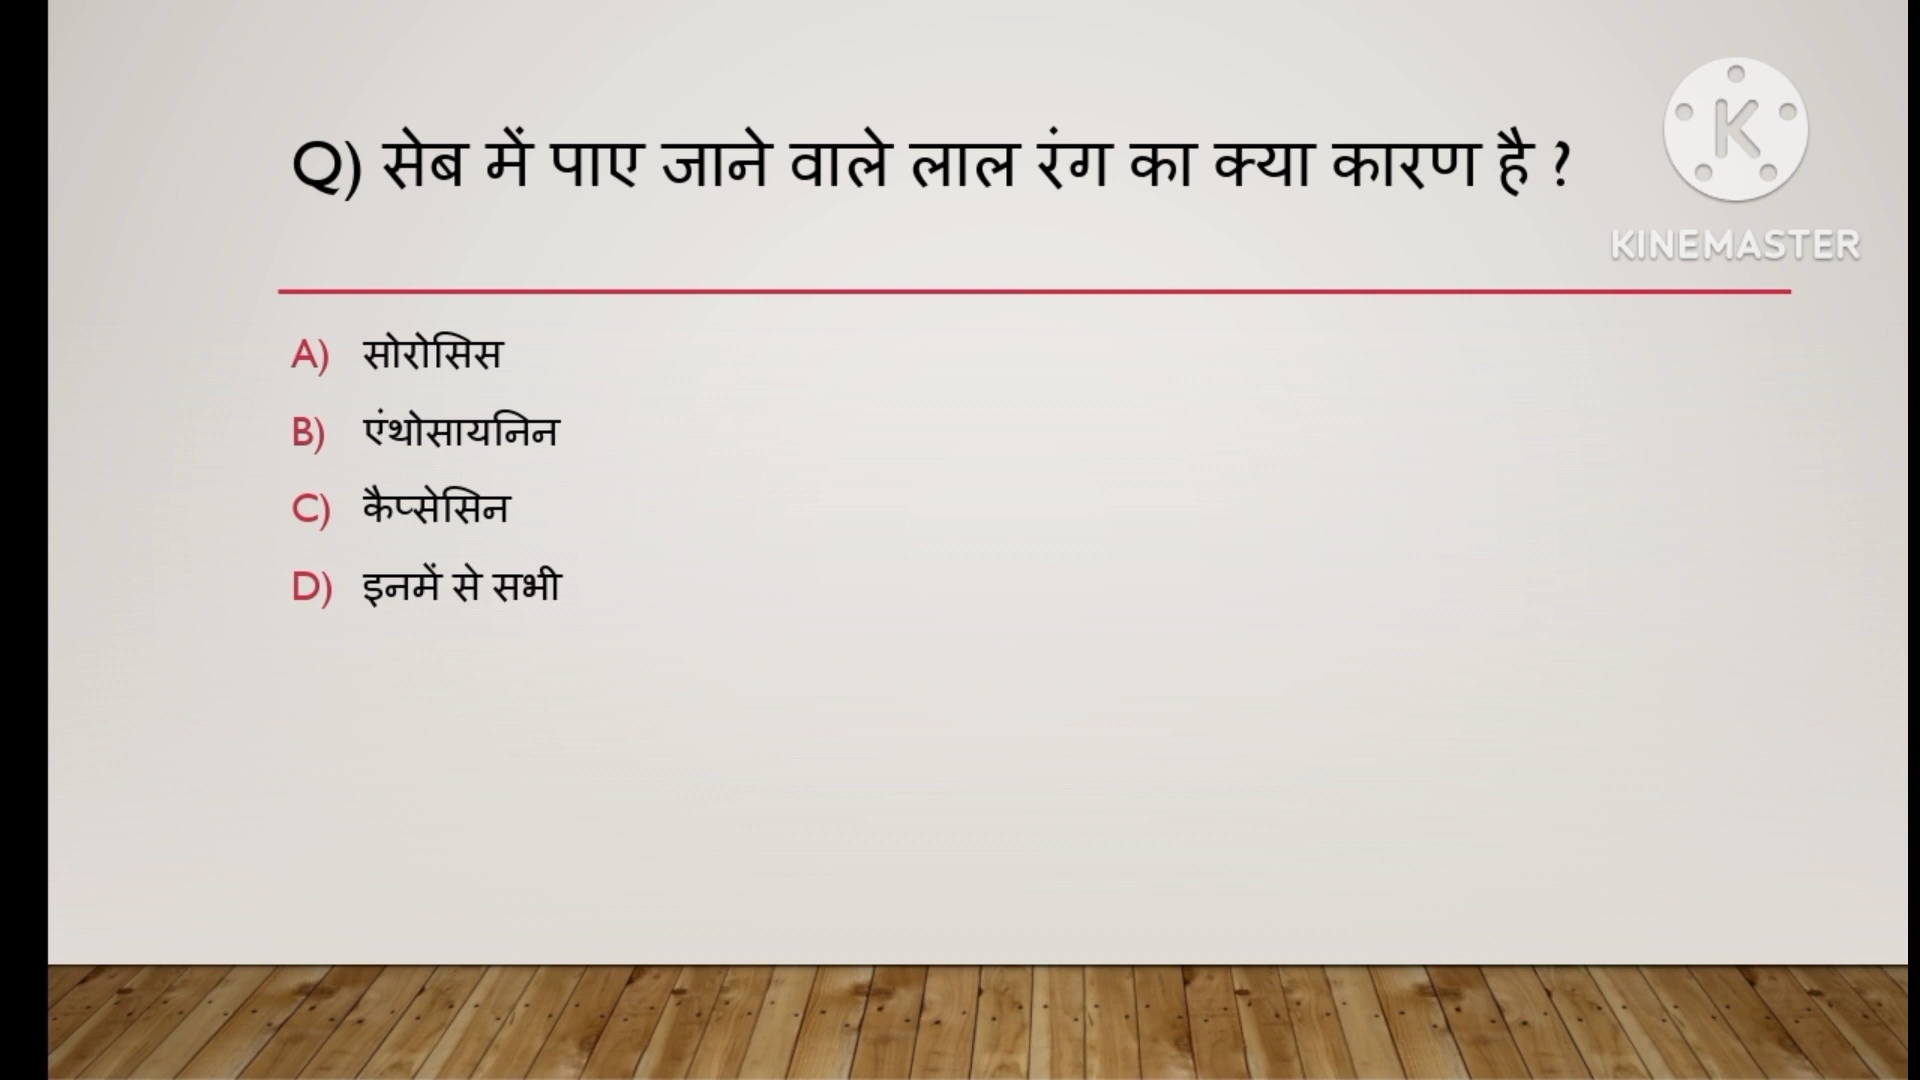 Q) सेब में पाए जाने वाले लाल रंग का क्या कारण है ?
K
KINEMASTER
A) सोरोसिस
B) एंथोसायनिन
C) कैप्सेसिन
D) इनमें से सभी